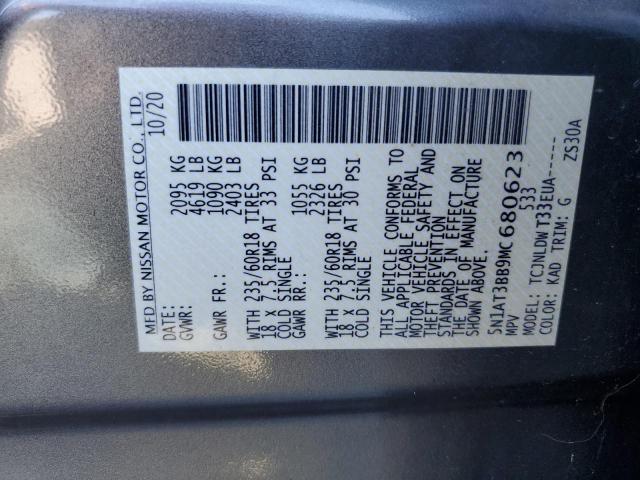 MFD BY NISSAN MOTOR CO., LTD.
DATE: 10/20
GVWR: 2095 KG
4619 LB
GAWR FR.: 1090 KG
2403 LB
WITH 235/60R18 TIRES
18 x 7.5 RIMS AT 33 PSI
COLD SINGLE
GAWR RR.: 1055 KG
2326 LB
WITH 235/60R18 TIRES
18 x 7.5 RIMS AT 30 PSI
COLD SINGLE
THIS VEHICLE CONFORMS TO
ALL APPLICABLE FEDERAL
MOTOR VEHICLE SAFETY AND
THEFT PREVENTION
STANDARDS IN EFFECT ON
THE DATE OF MANUFACTURE
SHOWN ABOVE.
5N1AT3BB9MC680623
MPV 533
MODEL: TCJNLDW T33EUA------
COLOR: KAD TRIM: G ZS30A